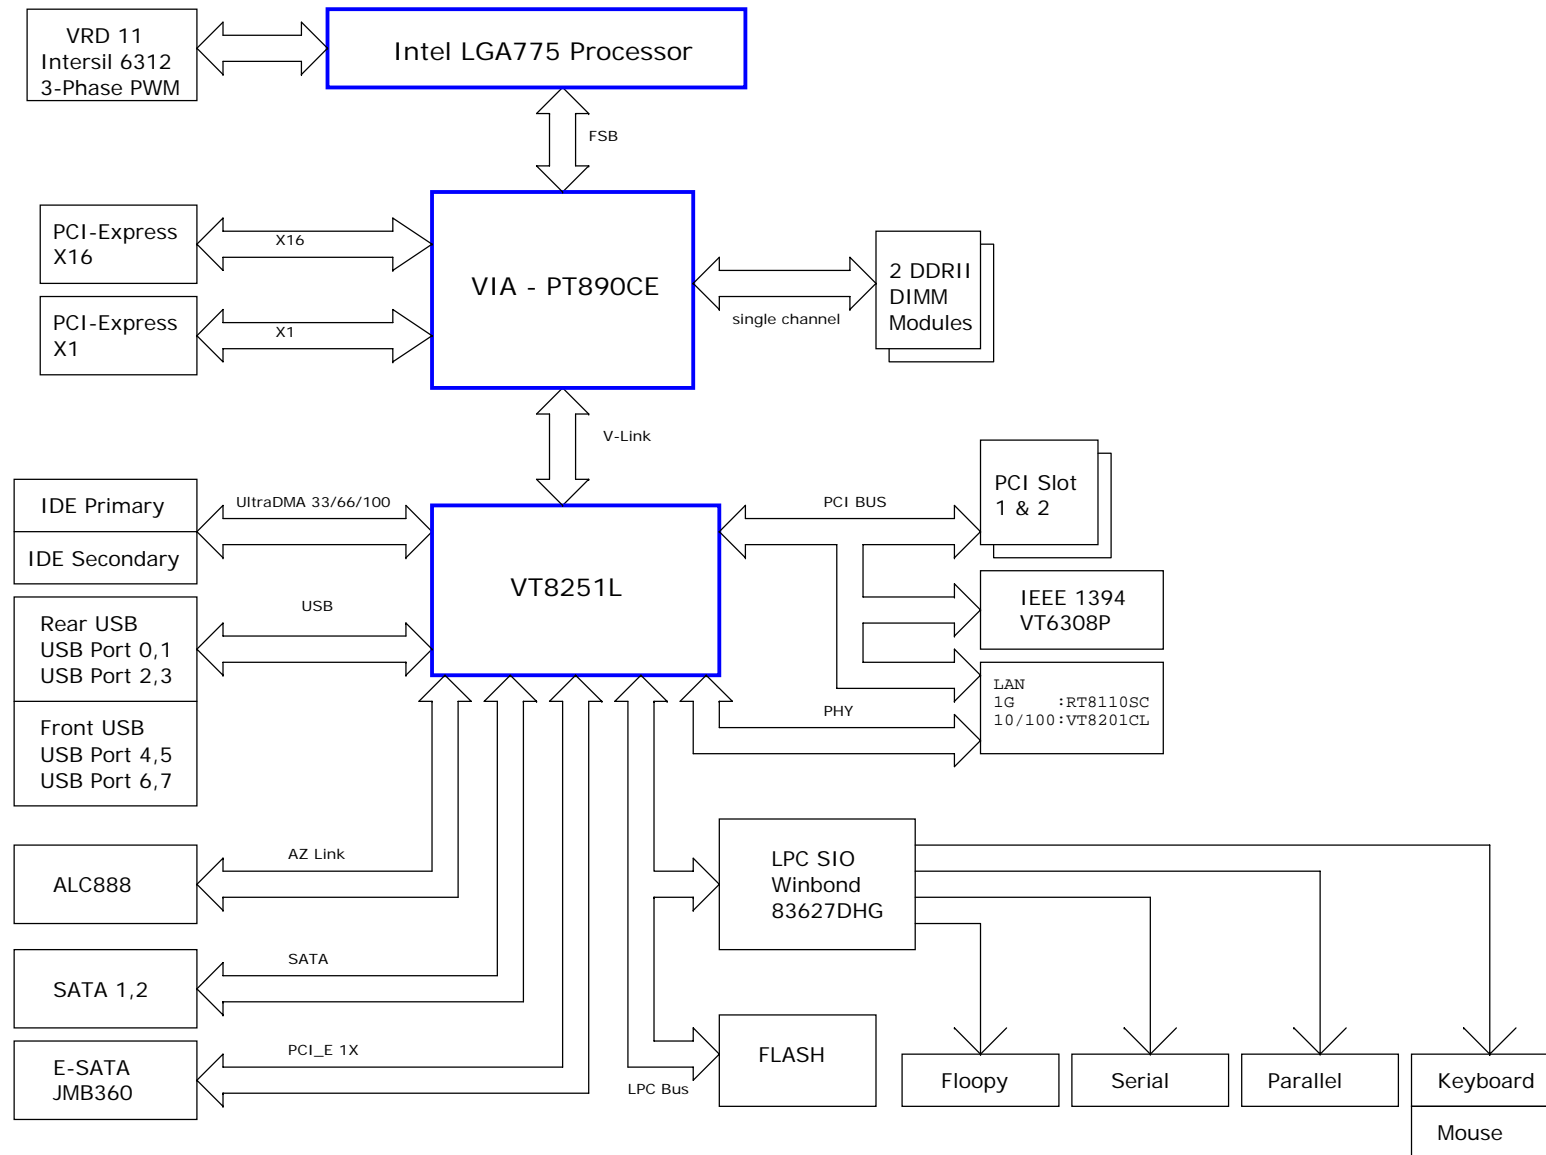 VRD 11
Intersil 6312
3-Phase PWM
Intel LGA775 Processor
FSB
PCI-Express
X16
X16
VIA - PT890CE
2 DDRII
DIMM
Modules
single channel
PCI-Express
X1
X1
V-Link
IDE Primary
IDE Secondary
UltraDMA 33/66/100
VT8251L
PCI BUS
PCI Slot
1 & 2
IEEE 1394
VT6308P
LAN
1G :RT8110SC
10/100:VT8201CL
PHY
USB
Rear USB
USB Port 0,1
USB Port 2,3
Front USB
USB Port 4,5
USB Port 6,7
AZ Link
ALC888
SATA
SATA 1,2
PCI_E 1X
E-SATA
JMB360
LPC Bus
LPC SIO
Winbond
83627DHG
FLASH
Floopy
Serial
Parallel
Keyboard
Mouse